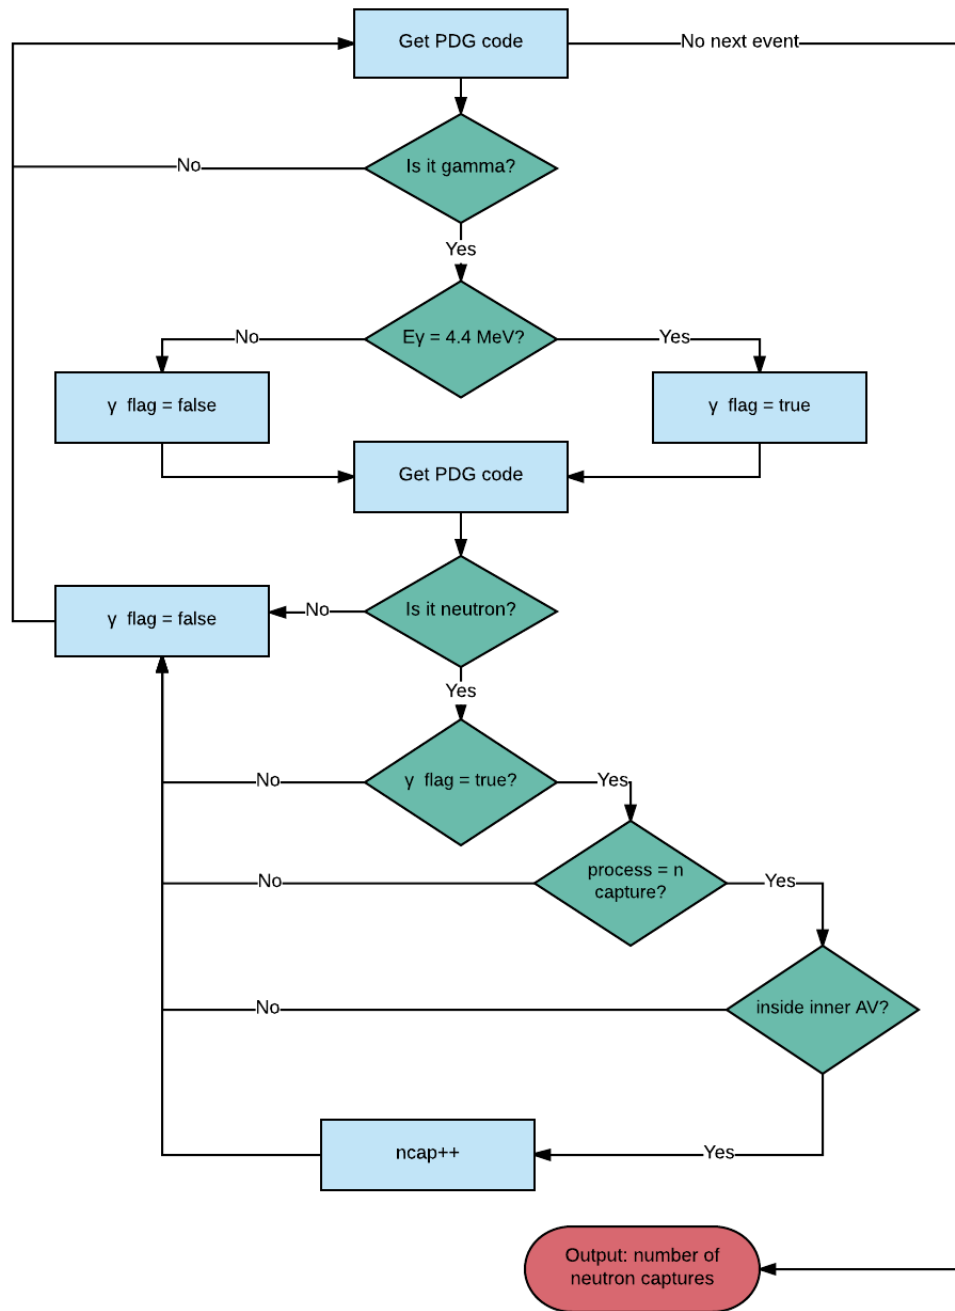 Get PDG code
No next event
Is it gamma?
No
Yes
Eγ = 4.4 MeV?
No
Yes
γ flag = false
γ flag = true
Get PDG code
Is it neutron?
No
γ flag = false
Yes
γ flag = true?
No
Yes
process = n
capture?
No
Yes
inside inner AV?
No
Yes
ncap++
Output: number of
neutron captures